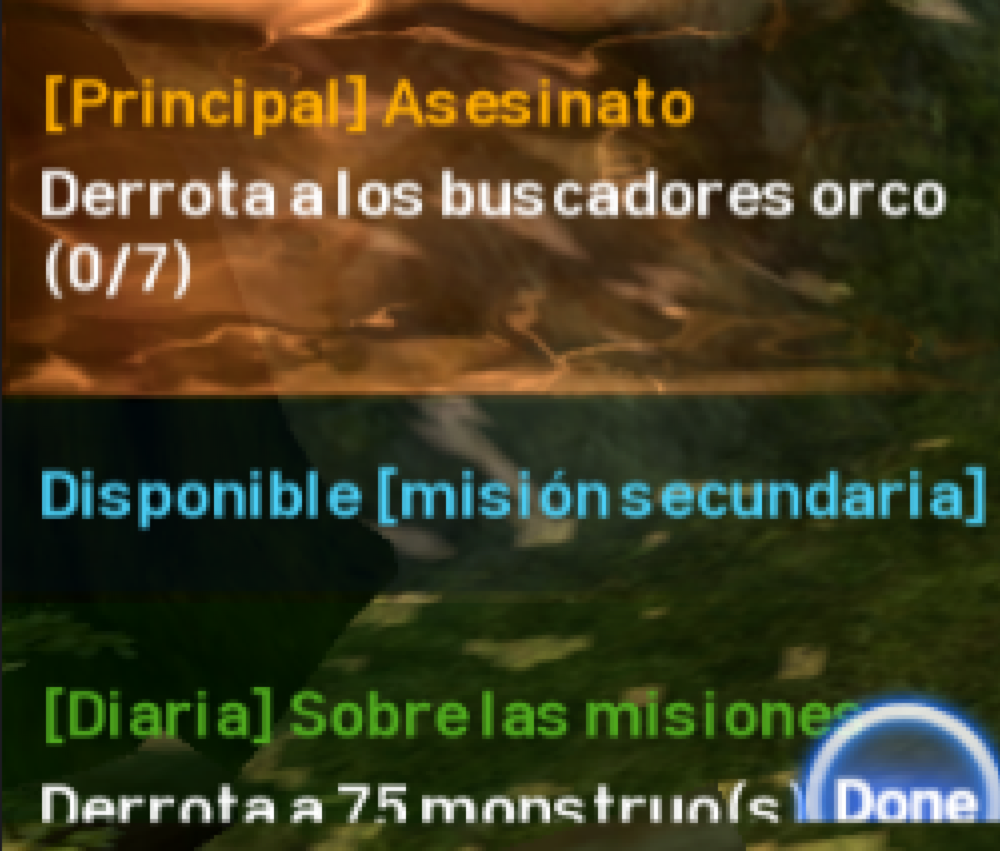 [Principal] Asesinato
Derrota a los buscadores orco
(0/7)
Disponible [misión secundaria]
[Diaria] Sobre las misiones
Derrota a 75 monstruo(s)
Done